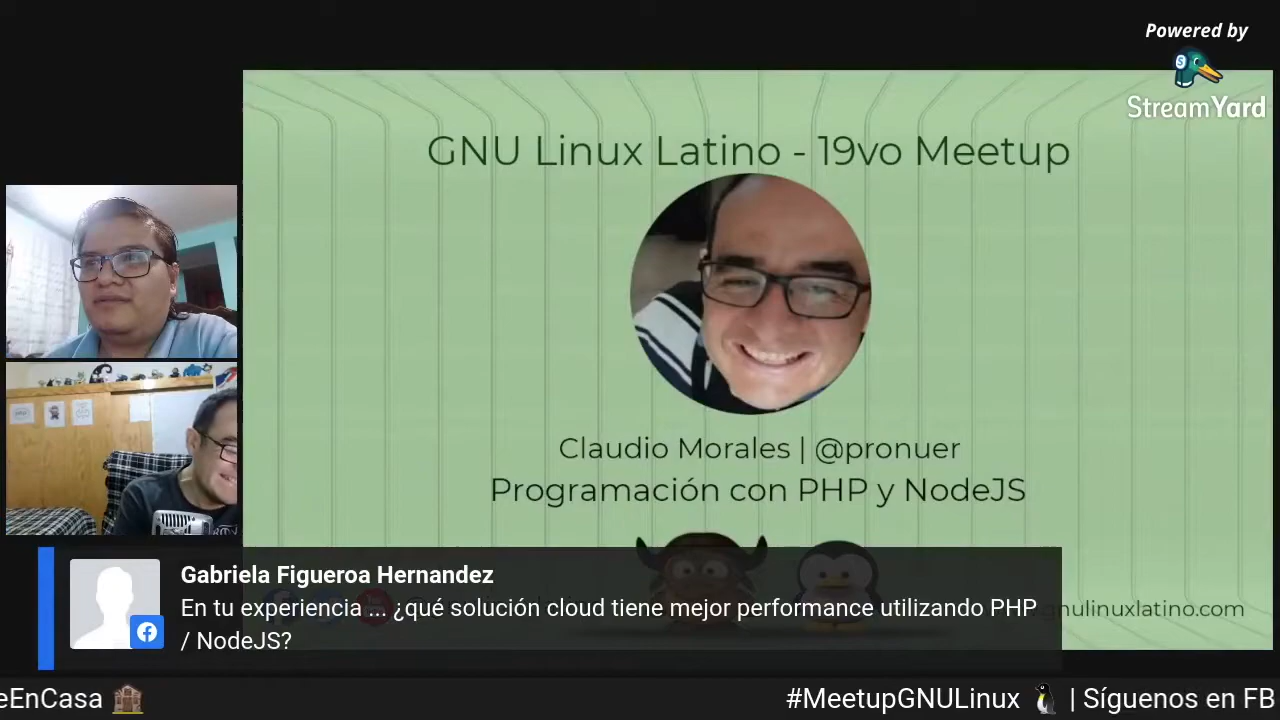 Powered by
StreamYard
GNU Linux Latino - 19vo Meetup
Claudio Morales | @pronuer
Programación con PHP y NodeJS
gnulinuxlatino.com
Gabriela Figueroa Hernandez
En tu experiencia ... ¿qué solución cloud tiene mejor performance utilizando PHP
/ NodeJS?
eEnCasa
#MeetupGNULinux | Síguenos en FB